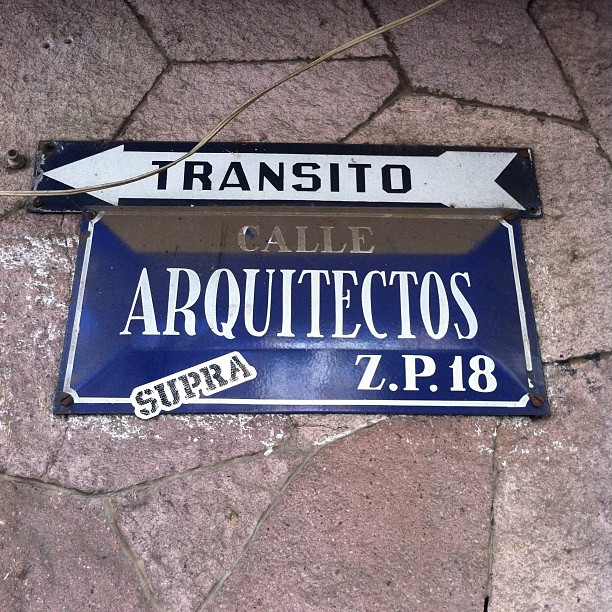 TRANSITO
CALLE
ARQUITECTOS
Z.P.18
SUPRA